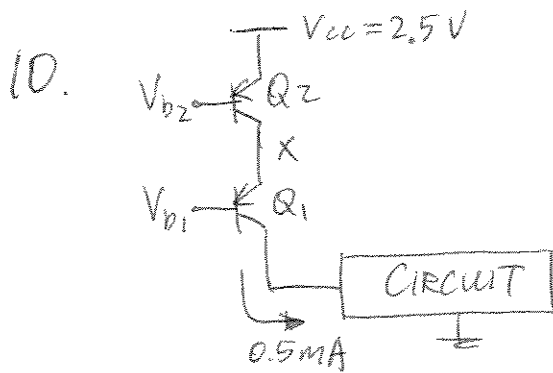 10.
Vcc = 2.5 V
Vb2
Q2
X
Vb1
Q1
CIRCUIT
0.5mA